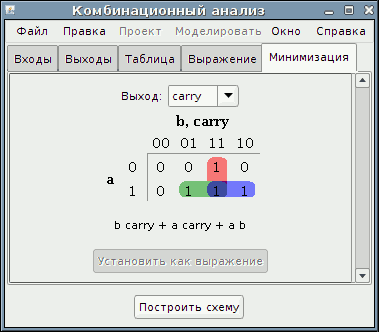 Комбинационный анализ
Файл Правка Проект Моделировать Окно Справка
Входы Выходы Таблица Выражение Минимизация
Выход: carry
b, carry
00 01 11 10
0 0 0 1 0
a
1 0 1 1 1
b carry + a carry + a b
Установить как выражение
Построить схему